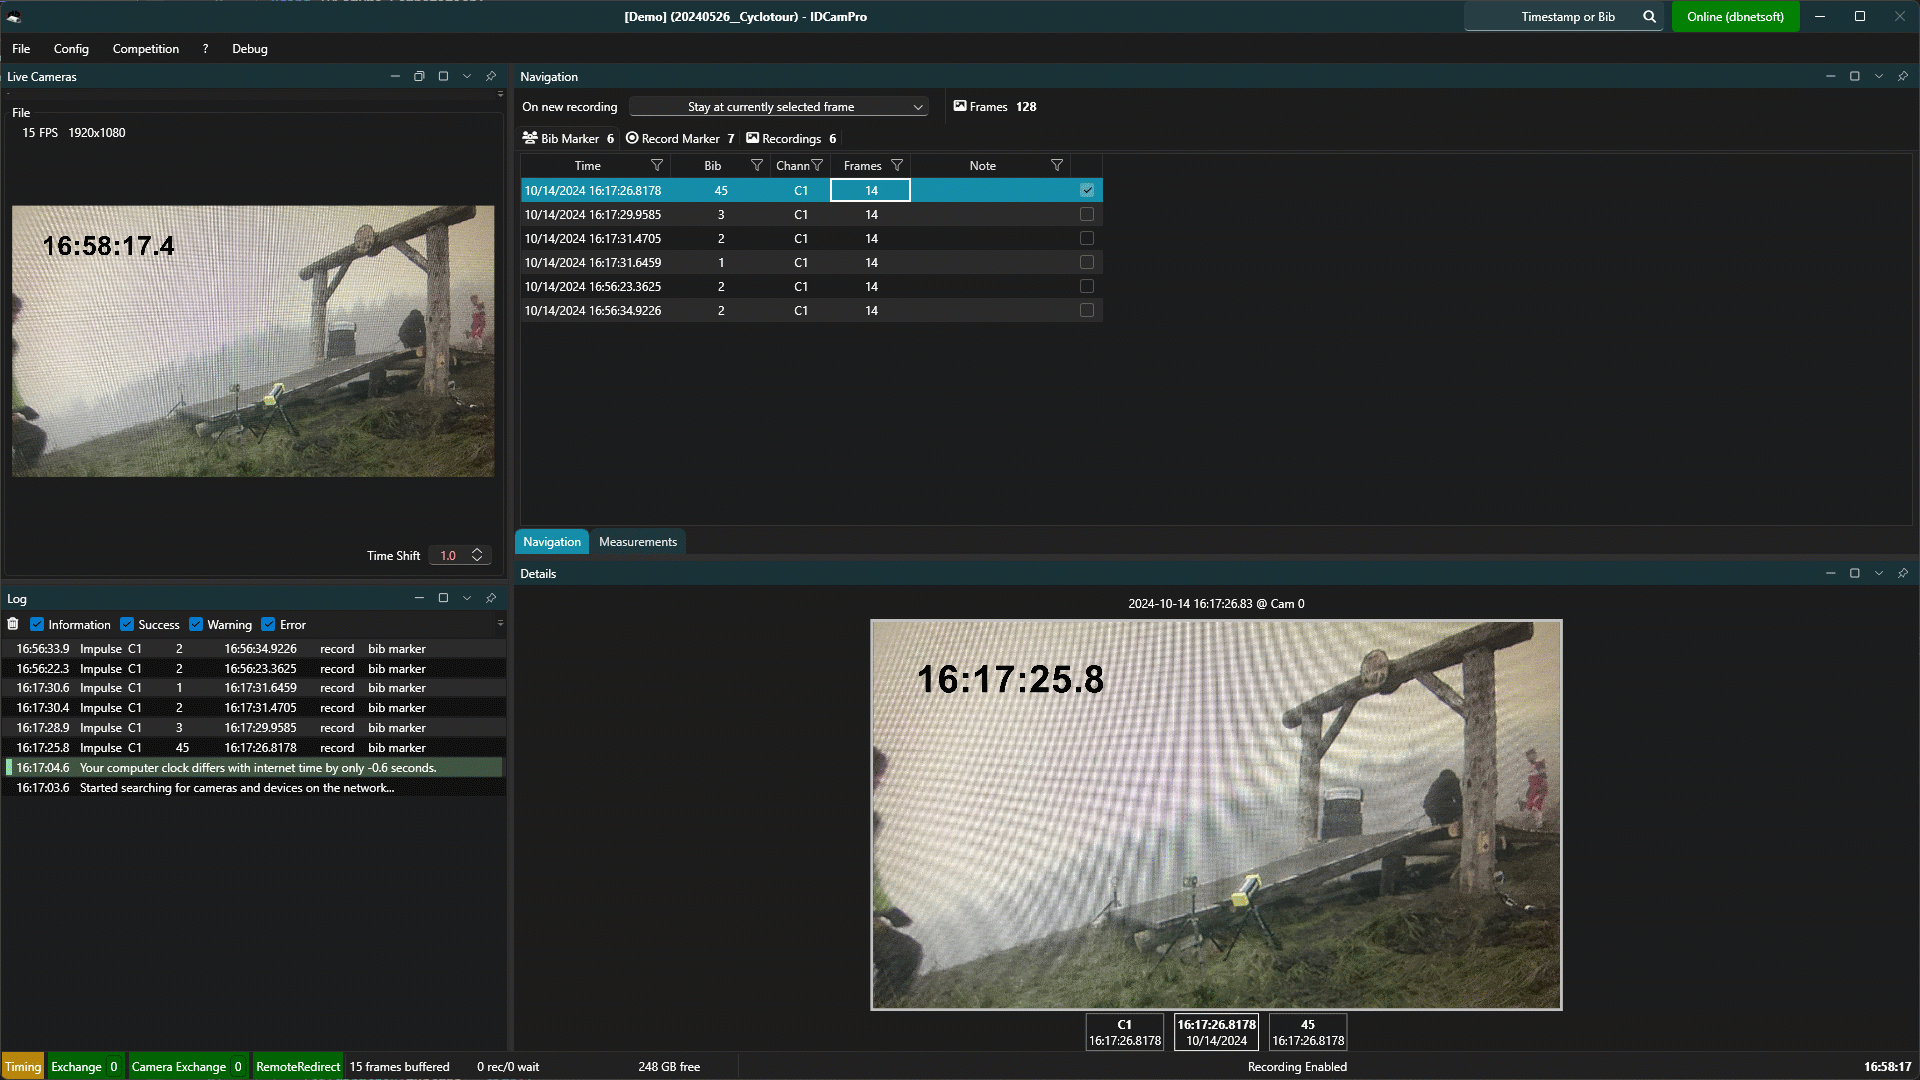 [Demo] (20240526__Cyclotour) - IDCamPro
Timestamp or Bib
Online (dbnetsoft)
File Config Competition ? Debug
Live Cameras
File
15 FPS 1920x1080
16:58:17.4
Time Shift 1.0
Navigation
On new recording Stay at currently selected frame Frames 128
Bib Marker 6 Record Marker 7 Recordings 6
Time Bib Chann Frames Note
10/14/2024 16:17:26.8178 45 C1 14
10/14/2024 16:17:29.9585 3 C1 14
10/14/2024 16:17:31.4705 2 C1 14
10/14/2024 16:17:31.6459 1 C1 14
10/14/2024 16:56:23.3625 2 C1 14
10/14/2024 16:56:34.9226 2 C1 14
Navigation Measurements
Log
Information Success Warning Error
16:56:33.9 Impulse C1 2 16:56:34.9226 record bib marker
16:56:22.3 Impulse C1 2 16:56:23.3625 record bib marker
16:17:30.6 Impulse C1 1 16:17:31.6459 record bib marker
16:17:30.4 Impulse C1 2 16:17:31.4705 record bib marker
16:17:28.9 Impulse C1 3 16:17:29.9585 record bib marker
16:17:25.8 Impulse C1 45 16:17:26.8178 record bib marker
16:17:04.6 Your computer clock differs with internet time by only -0.6 seconds.
16:17:03.6 Started searching for cameras and devices on the network...
Details
2024-10-14 16:17:26.83 @ Cam 0
16:17:25.8
C1
16:17:26.8178
16:17:26.8178
10/14/2024
45
16:17:26.8178
Timing Exchange 0 Camera Exchange 0 RemoteRedirect 15 frames buffered 0 rec/0 wait 248 GB free Recording Enabled 16:58:17